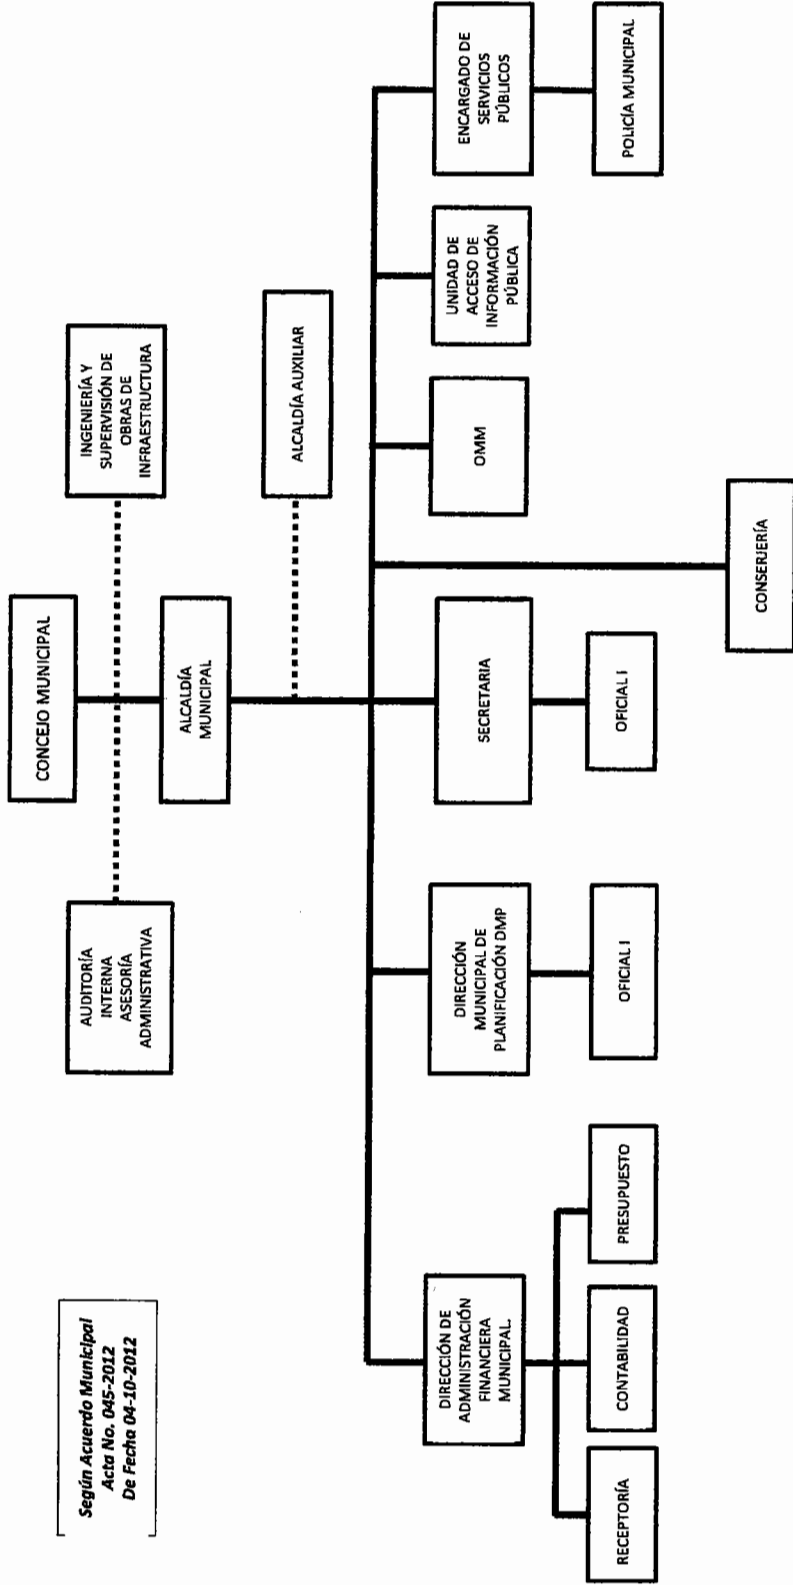 Según Acuerdo Municipal
Acta No. 045-2012
De Fecha 04-10-2012
CONCEJO MUNICIPAL
AUDITORÍA
INTERNA
ASESORÍA
ADMINISTRATIVA
INGENIERÍA Y
SUPERVISIÓN DE
OBRAS DE
INFRAESTRUCTURA
ALCALDÍA
MUNICIPAL
ALCALDÍA AUXILIAR
DIRECCIÓN DE
ADMINISTRACIÓN
FINANCIERA
MUNICIPAL.
DIRECCIÓN
MUNICIPAL DE
PLANIFICACIÓN DMP
SECRETARIA
OMM
UNIDAD DE
ACCESO DE
INFORMACIÓN
PÚBLICA
ENCARGADO DE
SERVICIOS
PÚBLICOS
RECEPTORÍA
CONTABILIDAD
PRESUPUESTO
OFICIAL I
OFICIAL I
POLICÍA MUNICIPAL
CONSERJERÍA